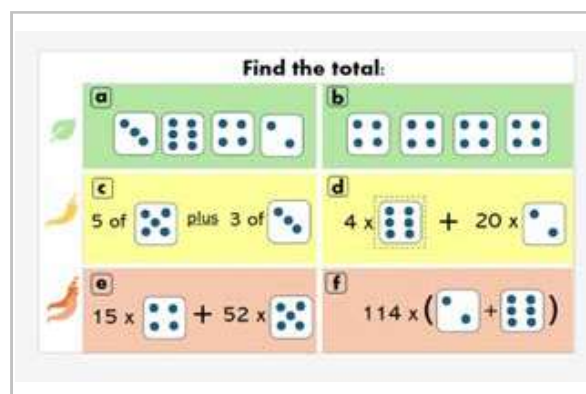 Find the total:
a
b
c
5 of plus 3 of
d
4 x + 20 x
e
15 x + 52 x
f
114 x ( + )